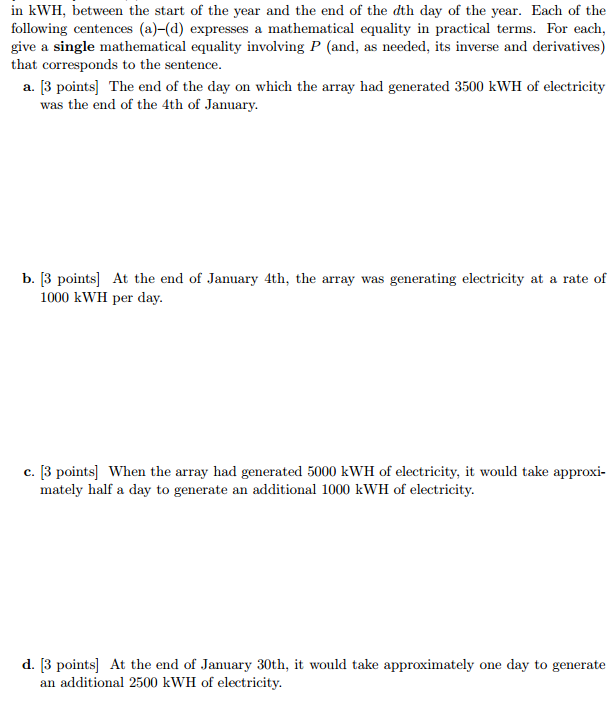 in kWH, between the start of the year and the end of the dth day of the year. Each of the
following sentences (a)–(d) expresses a mathematical equality in practical terms. For each,
give a single mathematical equality involving P (and, as needed, its inverse and derivatives)
that corresponds to the sentence.
a. [3 points] The end of the day on which the array had generated 3500 kWH of electricity
was the end of the 4th of January.
b. [3 points] At the end of January 4th, the array was generating electricity at a rate of
1000 kWH per day.
c. [3 points] When the array had generated 5000 kWH of electricity, it would take approxi-
mately half a day to generate an additional 1000 kWH of electricity.
d. [3 points] At the end of January 30th, it would take approximately one day to generate
an additional 2500 kWH of electricity.